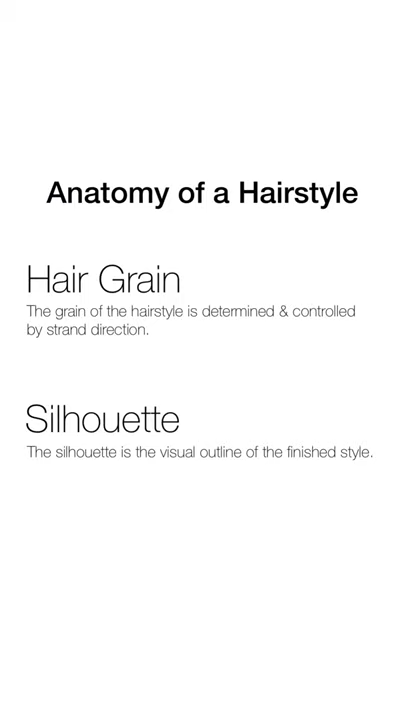 Anatomy of a Hairstyle
Hair Grain
The grain of the hairstyle is determined & controlled
by strand direction.
Silhouette
The silhouette is the visual outline of the finished style.